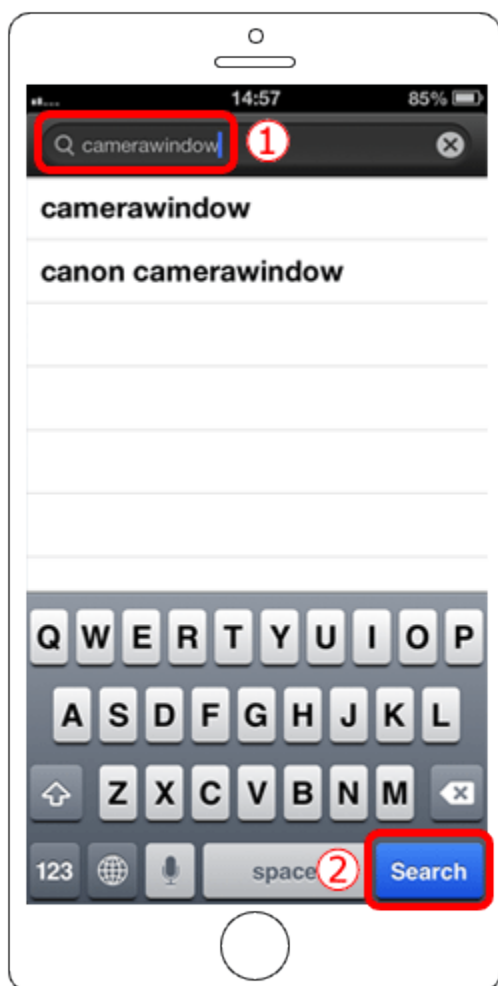 14:57 85%
camerawindow ①
camerawindow
canon camerawindow
Q W E R T Y U I O P
A S D F G H J K L
Z X C V B N M
123 space ② Search